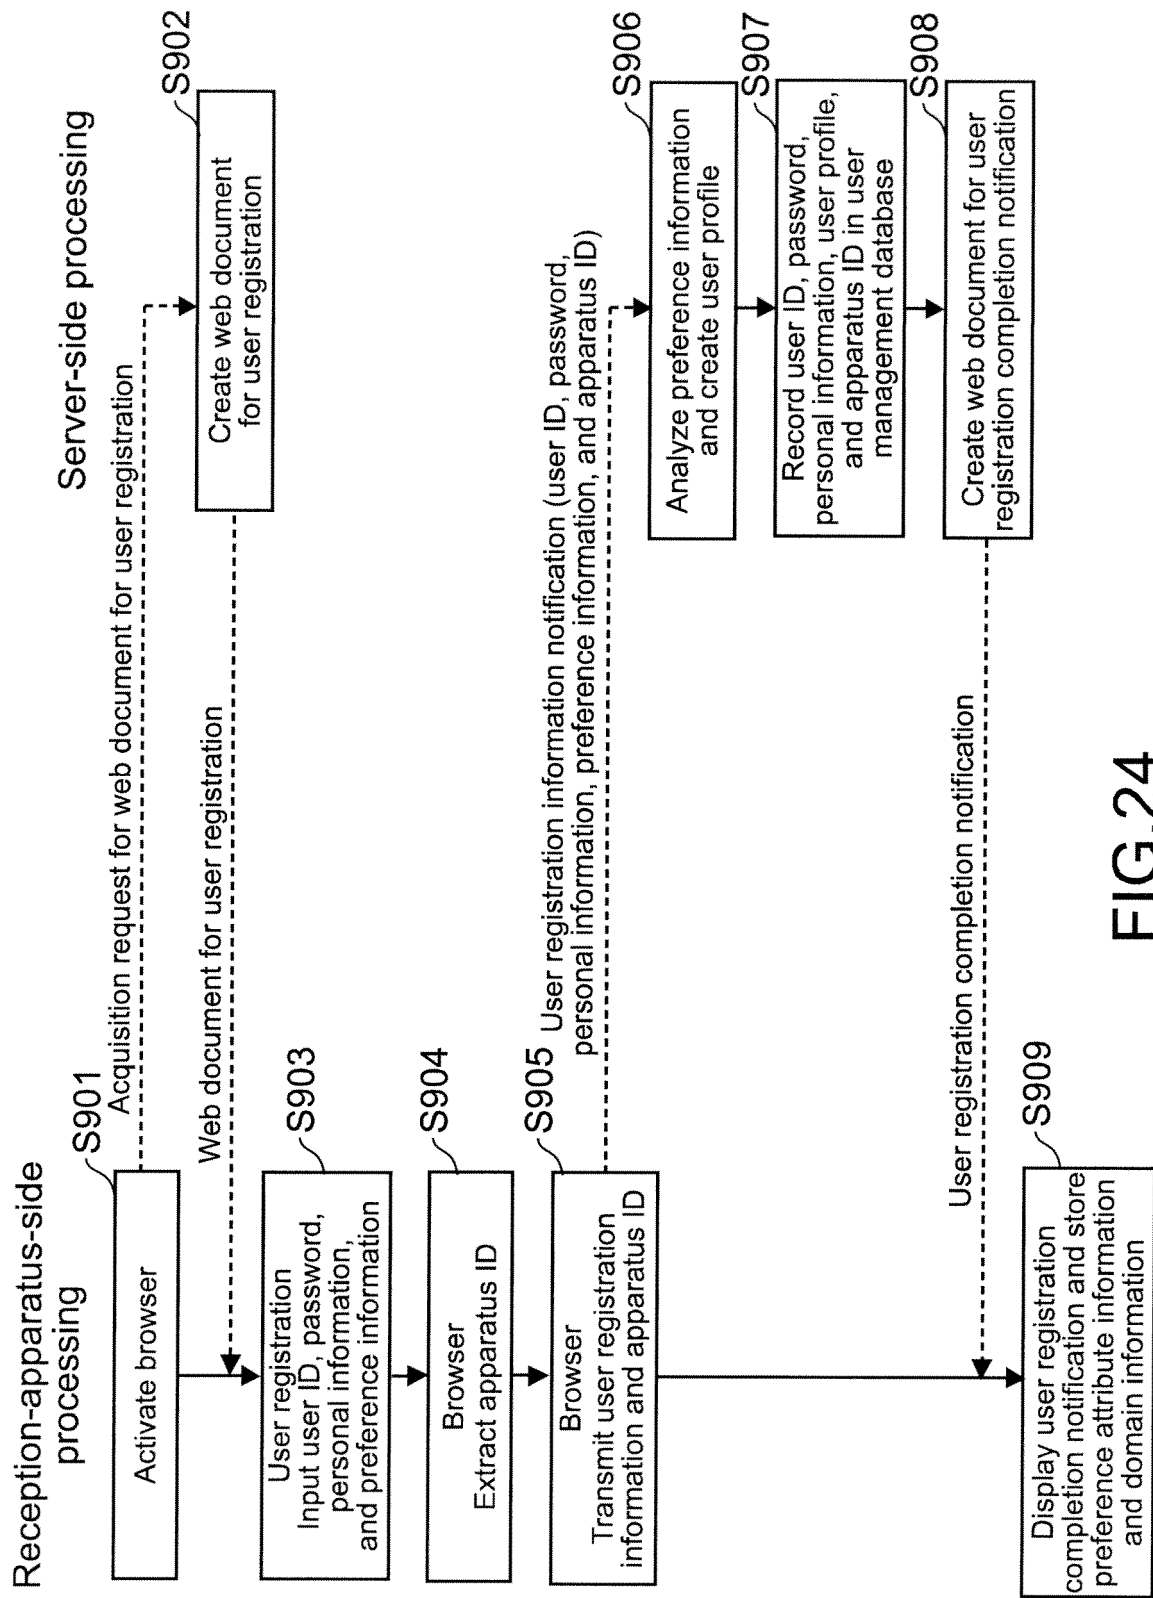 Reception-apparatus-side
processing
Server-side processing
S901
Activate browser
Acquisition request for web document for user registration
S902
Create web document
for user registration
Web document for user registration
S903
User registration
Input user ID, password,
personal information,
and preference information
S904
Browser
Extract apparatus ID
S905
Browser
Transmit user registration
information and apparatus ID
User registration information notification (user ID, password,
personal information, preference information, and apparatus ID)
S906
Analyze preference information
and create user profile
S907
Record user ID, password,
personal information, user profile,
and apparatus ID in user
management database
S908
Create web document for user
registration completion notification
User registration completion notification
S909
Display user registration
completion notification and store
preference attribute information
and domain information
FIG.24